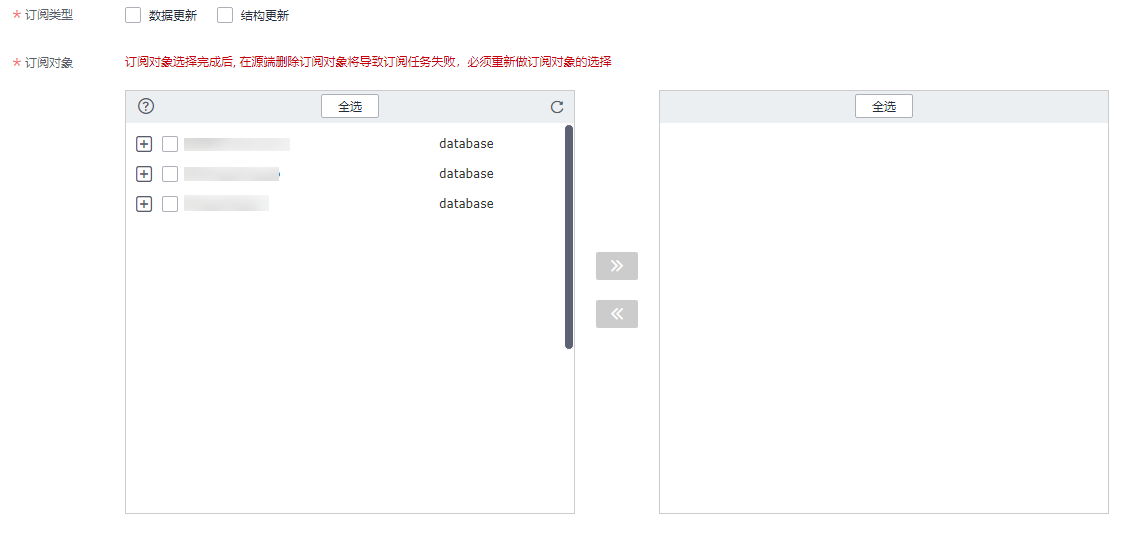 * 订阅类型 数据更新 结构更新
* 订阅对象 订阅对象选择完成后, 在源端删除订阅对象将导致订阅任务失败，必须重新做订阅对象的选择
全选 全选
database
database
database